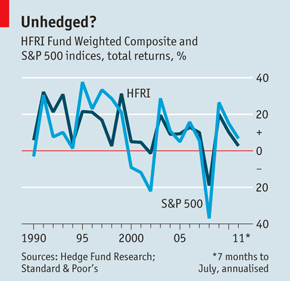 Unhedged?
HFRI Fund Weighted Composite and
S&P 500 indices, total returns, %
40
HFRI
20
+
0
–
20
S&P 500
40
1990 95 2000 05 11*
Sources: Hedge Fund Research;
Standard & Poor's
*7 months to
July, annualised